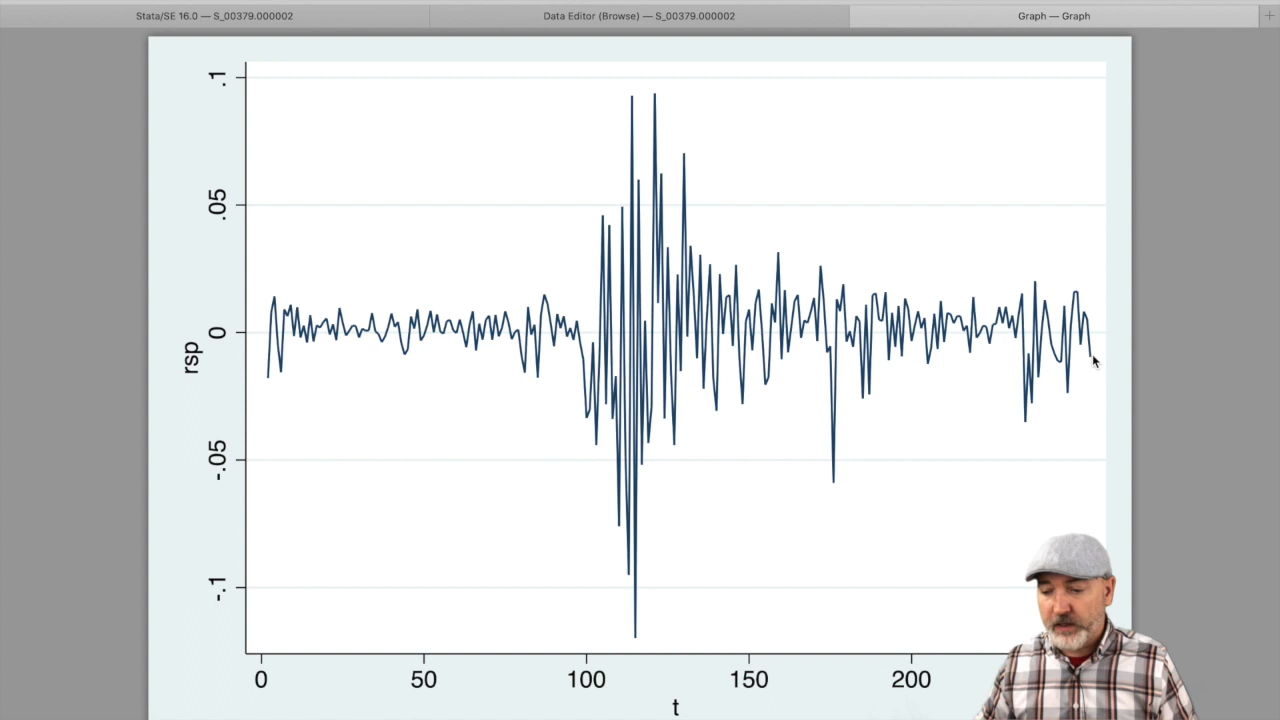 Stata/SE 16.0 — S_00379.000002
Data Editor (Browse) — S_00379.000002
Graph — Graph
+
.1
.05
0
-.05
-.1
rsp
0
50
100
150
200
t